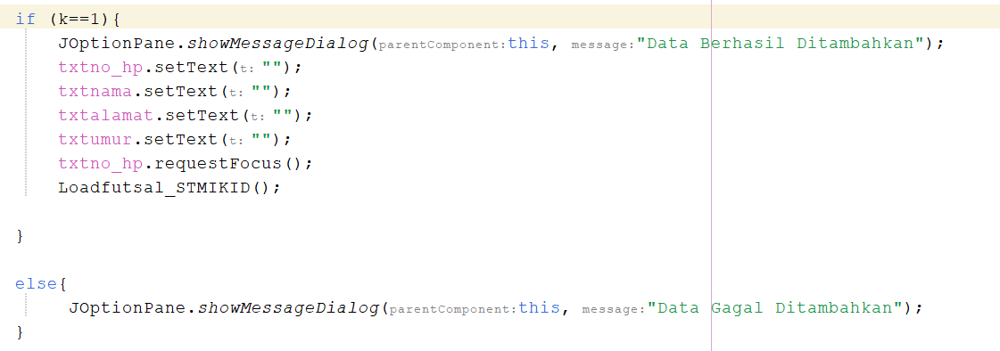 if (k==1){
JOptionPane.showMessageDialog(parentComponent:this, message:"Data Berhasil Ditambahkan");
txtno_hp.setText(t: "");
txtnama.setText(t: "");
txtalamat.setText(t: "");
txtumur.setText(t: "");
txtno_hp.requestFocus();
Loadfutsal_STMIKID();
}
else{
JOptionPane.showMessageDialog(parentComponent:this, message:"Data Gagal Ditambahkan");
}